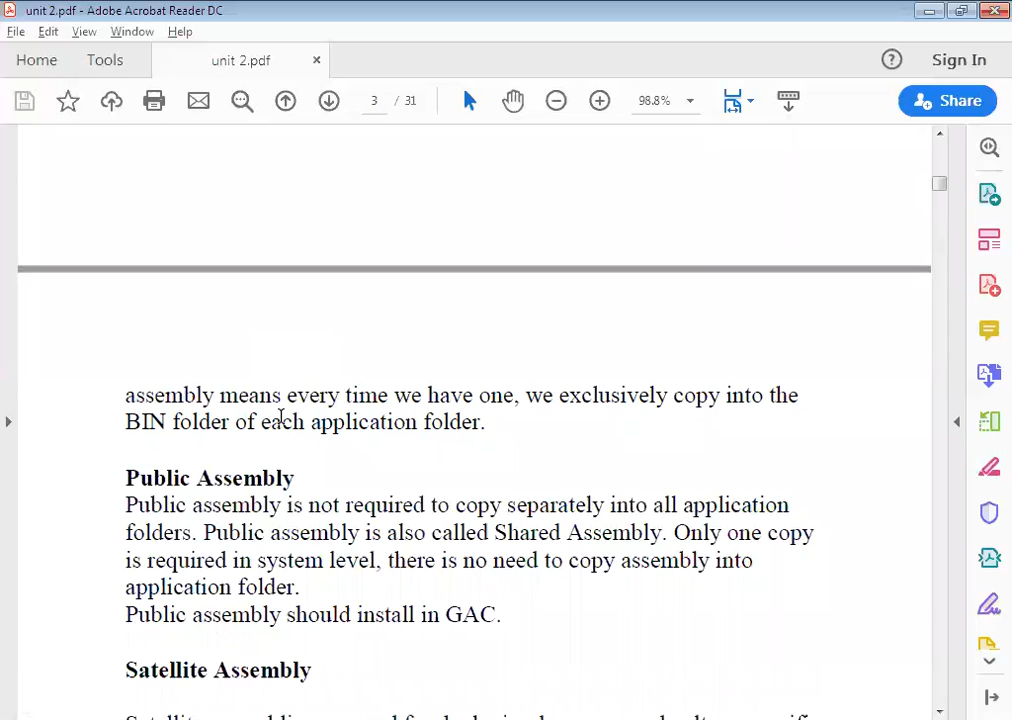 unit 2.pdf - Adobe Acrobat Reader DC
File Edit View Window Help
Home Tools unit 2.pdf × Sign In
3 / 31 98.8% Share
assembly means every time we have one, we exclusively copy into the
BIN folder of each application folder.
Public Assembly
Public assembly is not required to copy separately into all application
folders. Public assembly is also called Shared Assembly. Only one copy
is required in system level, there is no need to copy assembly into
application folder.
Public assembly should install in GAC.
Satellite Assembly